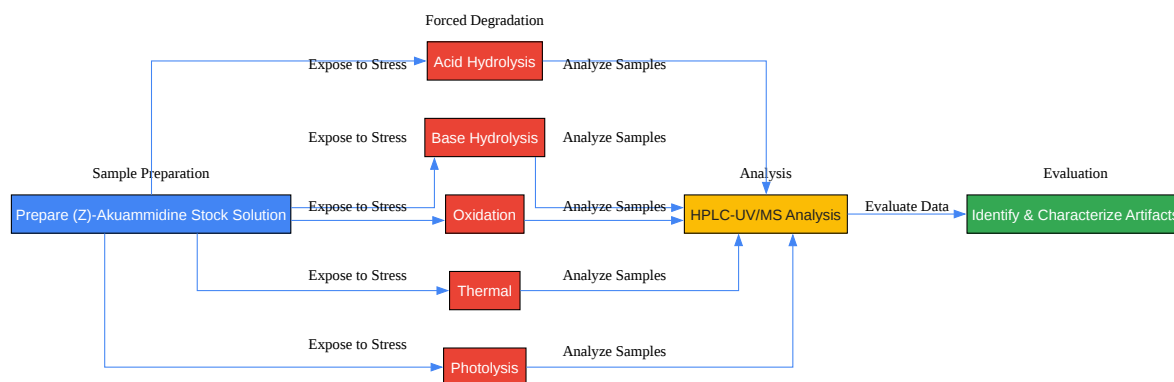 Forced Degradation
Expose to Stress
Acid Hydrolysis
Analyze Samples
Expose to Stress
Base Hydrolysis
Analyze Samples
Sample Preparation
Analysis
Evaluation
Prepare (Z)-Akuammidine Stock Solution
Expose to Stress
Oxidation
Analyze Samples
HPLC-UV/MS Analysis
Evaluate Data
Identify & Characterize Artifacts
Expose to Stress
Thermal
Analyze Samples
Expose to Stress
Photolysis
Analyze Samples